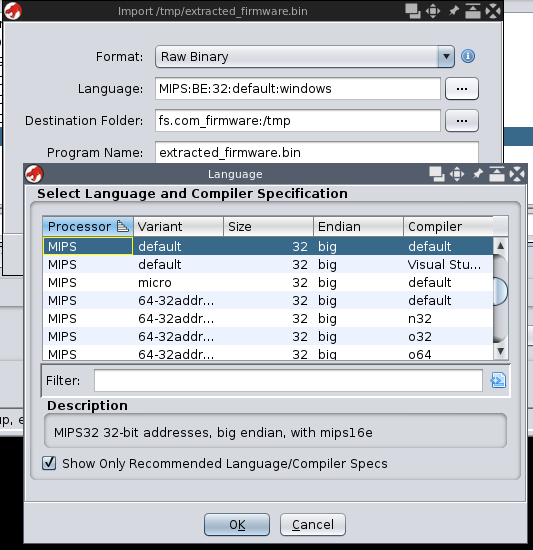 Import /tmp/extracted_firmware.bin
Format: Raw Binary
Language: MIPS:BE:32:default:windows ...
Destination Folder: fs.com_firmware:/tmp ...
Program Name: extracted_firmware.bin
Language
Select Language and Compiler Specification
Processor Variant Size Endian Compiler
MIPS default 32 big default
MIPS default 32 big Visual Stu...
MIPS micro 32 big default
MIPS 64-32addr... 32 big default
MIPS 64-32addr... 32 big n32
MIPS 64-32addr... 32 big o32
MIPS 64-32addr... 32 big o64
Filter:
Description
MIPS32 32-bit addresses, big endian, with mips16e
Show Only Recommended Language/Compiler Specs
OK Cancel